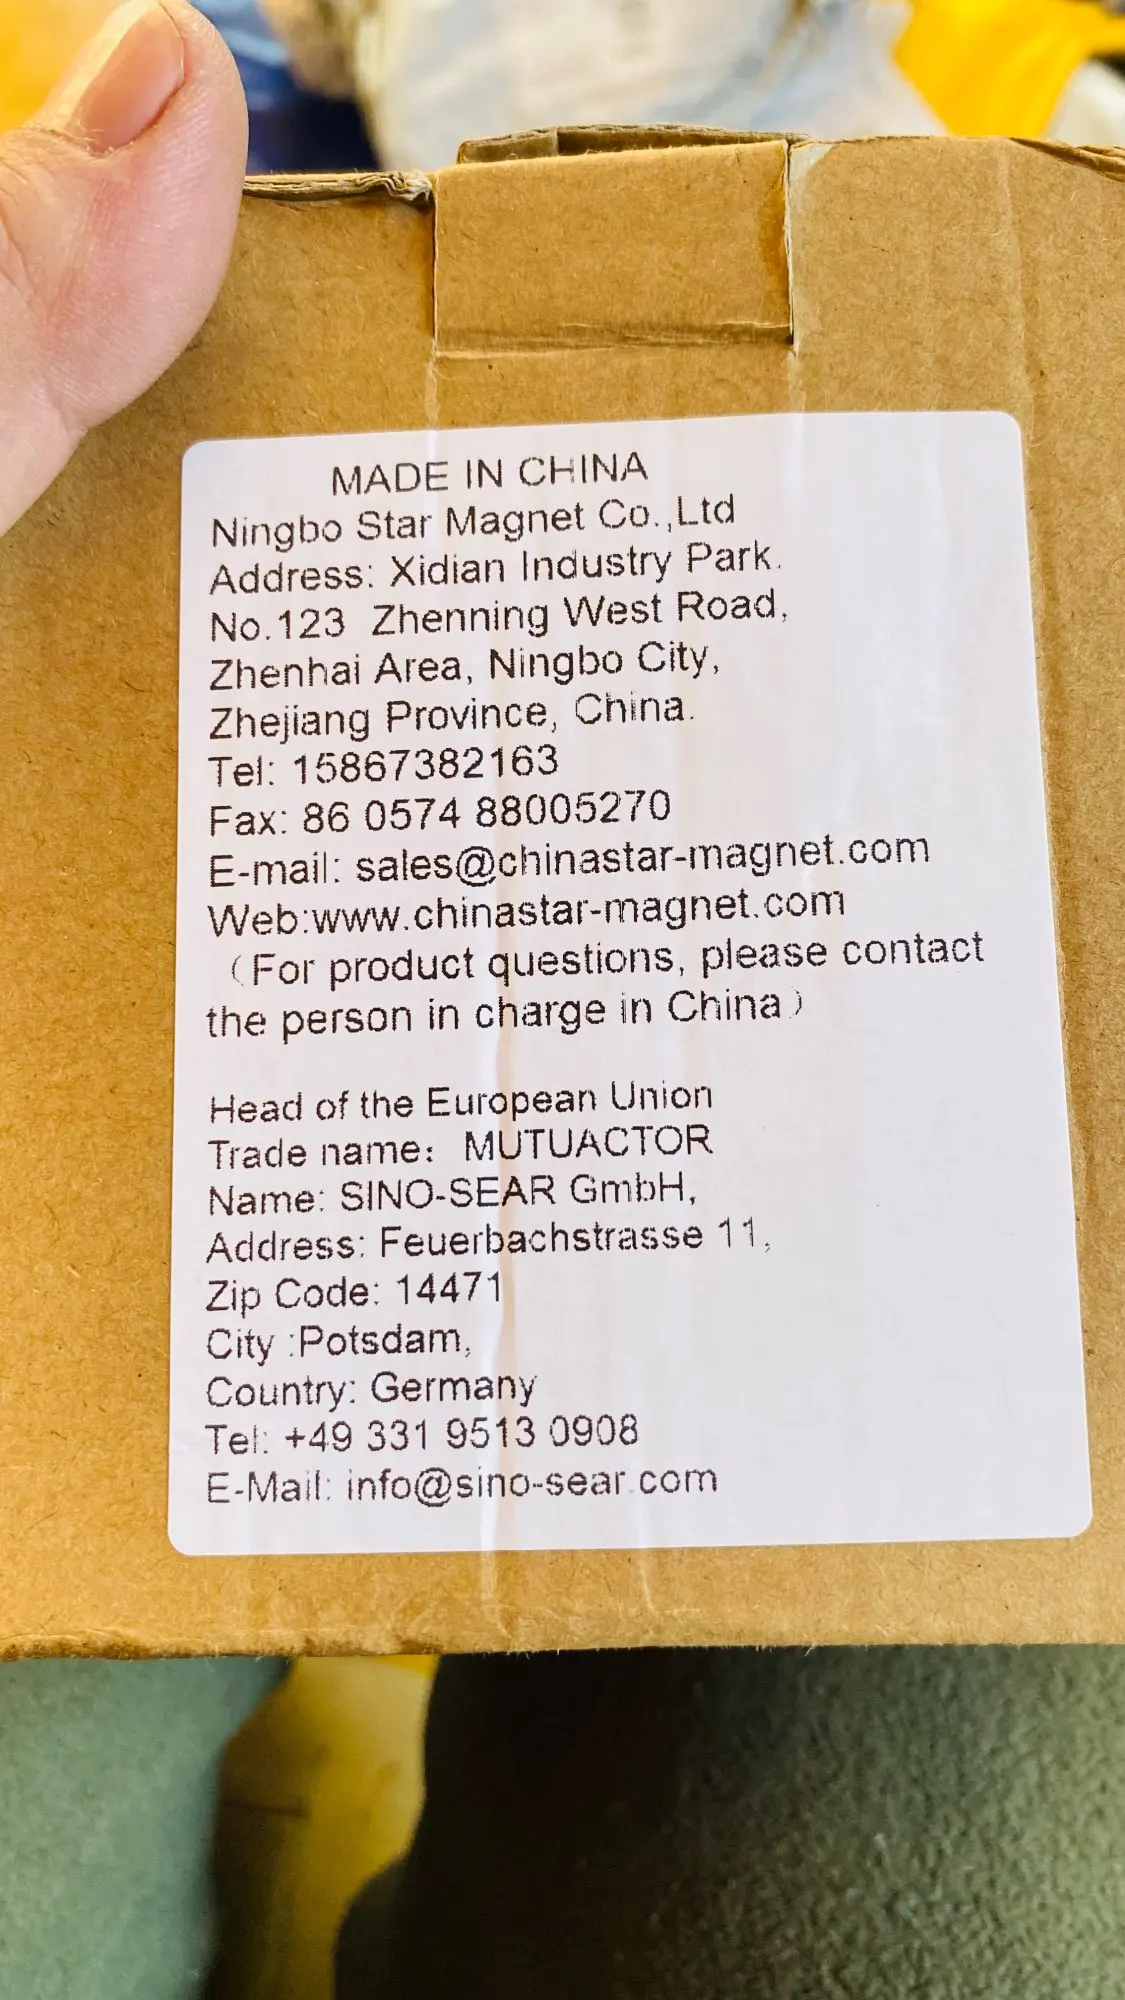 MADE IN CHINA
Ningbo Star Magnet Co.,Ltd
Address: Xidian Industry Park.
No.123 Zhenning West Road,
Zhenhai Area, Ningbo City,
Zhejiang Province, China.
Tel: 15867382163
Fax: 86 0574 88005270
E-mail: sales@chinastar-magnet.com
Web:www.chinastar-magnet.com
（For product questions, please contact
the person in charge in China）
Head of the European Union
Trade name： MUTUACTOR
Name: SINO-SEAR GmbH,
Address: Feuerbachstrasse 11,
Zip Code: 14471
City :Potsdam,
Country: Germany
Tel: +49 331 9513 0908
E-Mail: info@sino-sear.com